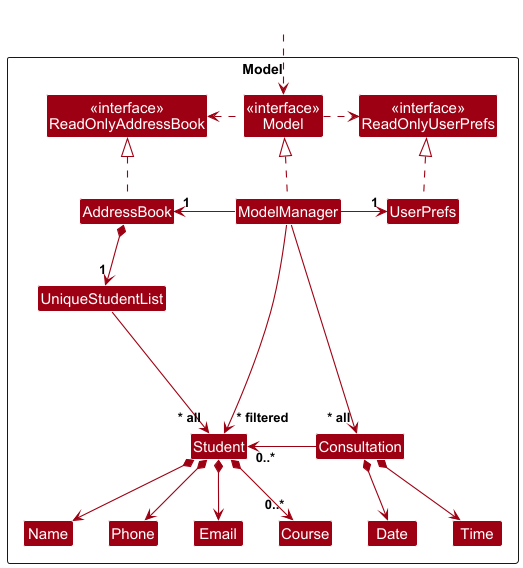 Model
«interface»
ReadOnlyAddressBook
«interface»
Model
«interface»
ReadOnlyUserPrefs
AddressBook
1
ModelManager
1
UserPrefs
1
UniqueStudentList
* all
* filtered
* all
Student
0..*
Consultation
0..*
Name
Phone
Email
Course
Date
Time